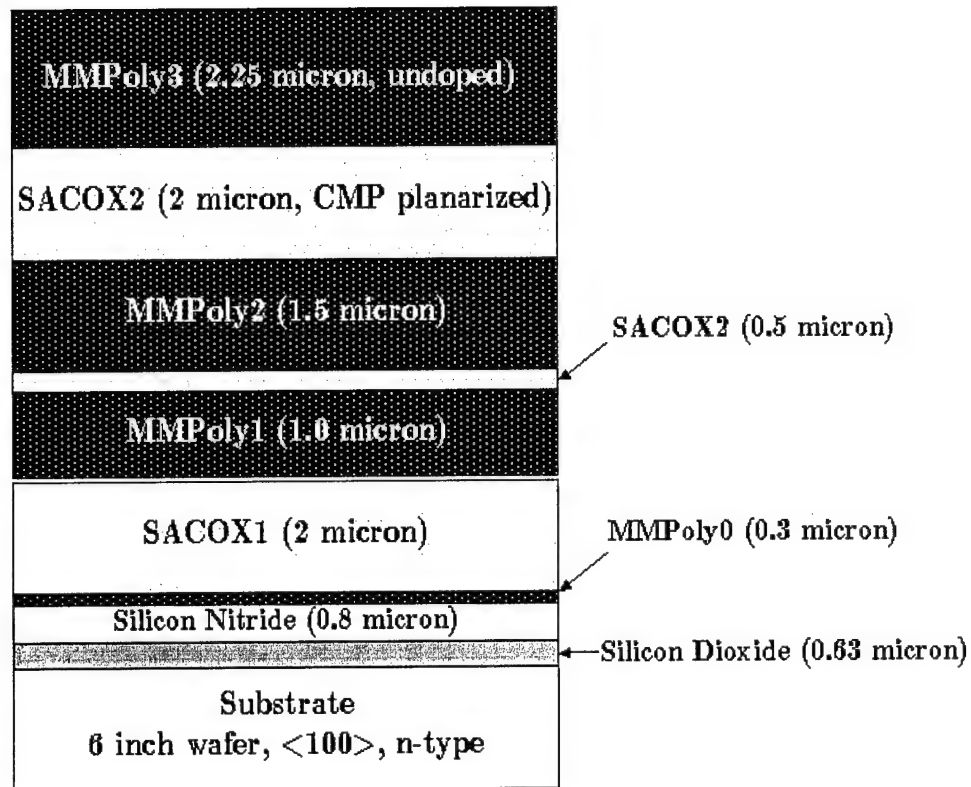 MMPoly3 (2.25 micron, undoped)
SACOX2 (2 micron, CMP planarized)
MMPoly2 (1.5 micron)
SACOX2 (0.5 micron)
MMPoly1 (1.0 micron)
SACOX1 (2 micron)
MMPoly0 (0.3 micron)
Silicon Nitride (0.8 micron)
Silicon Dioxide (0.63 micron)
Substrate
6 inch wafer, <100>, n-type